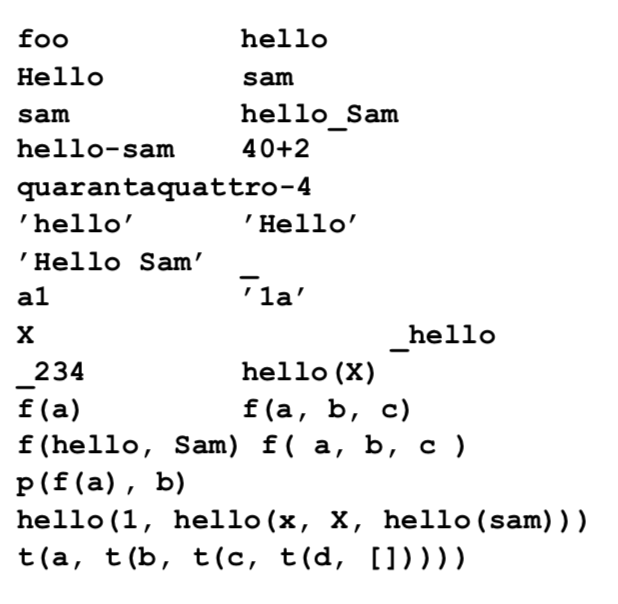 foo hello
Hello sam
sam hello_Sam
hello-sam 40+2
quarantaquattro-4
'hello' 'Hello'
'Hello Sam' _
a1 '1a'
X _hello
_234 hello(X)
f(a) f(a, b, c)
f(hello, Sam) f( a, b, c )
p(f(a), b)
hello(1, hello(x, X, hello(sam)))
t(a, t(b, t(c, t(d, []))))